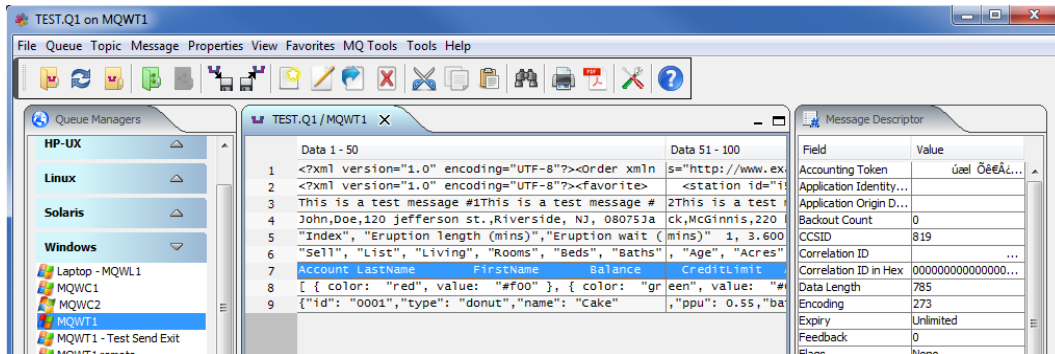 TEST.Q1 on MQWT1
File Queue Topic Message Properties View Favorites MQ Tools Tools Help
PDF
Queue Managers
HP-UX
Linux
Solaris
Windows
Laptop - MQWL1
MQWC1
MQWC2
MQWT1
MQWT1 - Test Send Exit
MQWT1 remote
TEST.Q1 / MQWT1
Data 1 - 50 Data 51 - 100
1 <?xml version="1.0" encoding="UTF-8"?><Order xmln s="http://www.ex
2 <?xml version="1.0" encoding="UTF-8"?><favorite> <station id="i
3 This is a test message #1This is a test message # 2This is a test
4 John,Doe,120 jefferson st.,Riverside, NJ, 08075Ja ck,McGinnis,220
5 "Index", "Eruption length (mins)","Eruption wait ( mins)" 1, 3.600
6 "Sell", "List", "Living", "Rooms", "Beds", "Baths" , "Age", "Acres"
7 Account LastName FirstName Balance CreditLimit
8 [ { color: "red", value: "#f00" }, { color: "gr een", value: "#
9 {"id": "0001","type": "donut","name": "Cake" ,"ppu": 0.55,"ba
Message Descriptor
Field Value
Accounting Token
Application Identity...
Application Origin D...
Backout Count 0
CCSID 819
Correlation ID ...
Correlation ID in Hex 000000000000000...
Data Length 785
Encoding 273
Expiry Unlimited
Feedback 0
Flags None